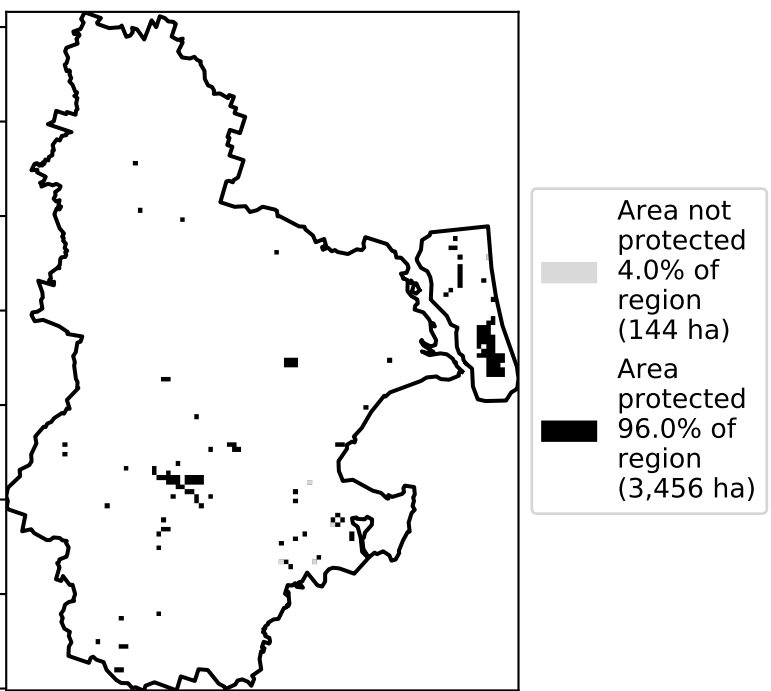 Area not
protected
4.0% of
region
(144 ha)
Area
protected
96.0% of
region
(3,456 ha)